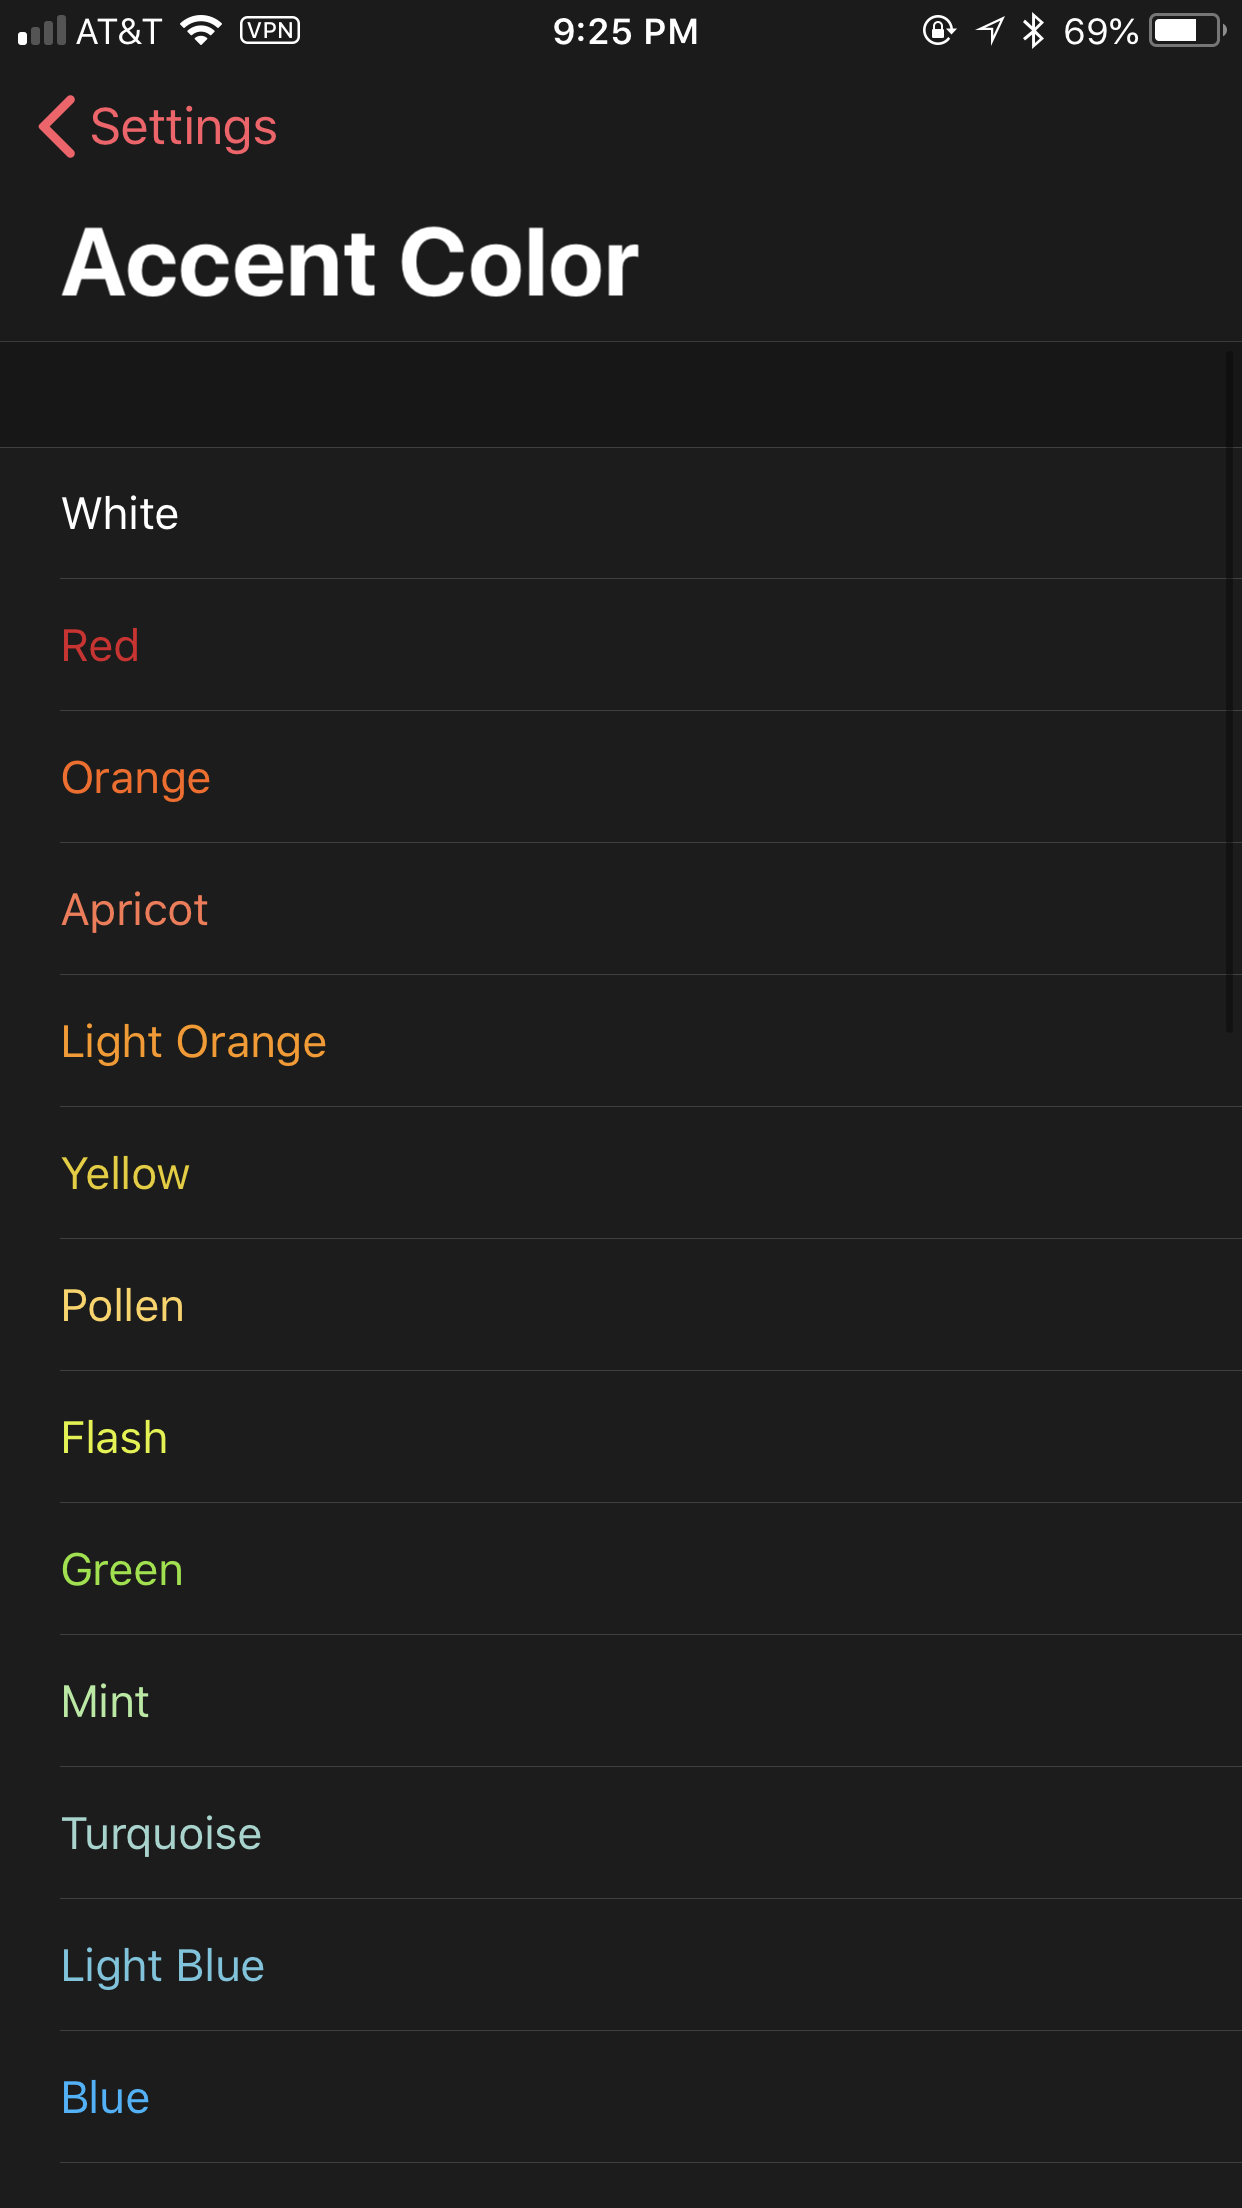 AT&T VPN 9:25 PM 69%
Settings
Accent Color
White
Red
Orange
Apricot
Light Orange
Yellow
Pollen
Flash
Green
Mint
Turquoise
Light Blue
Blue